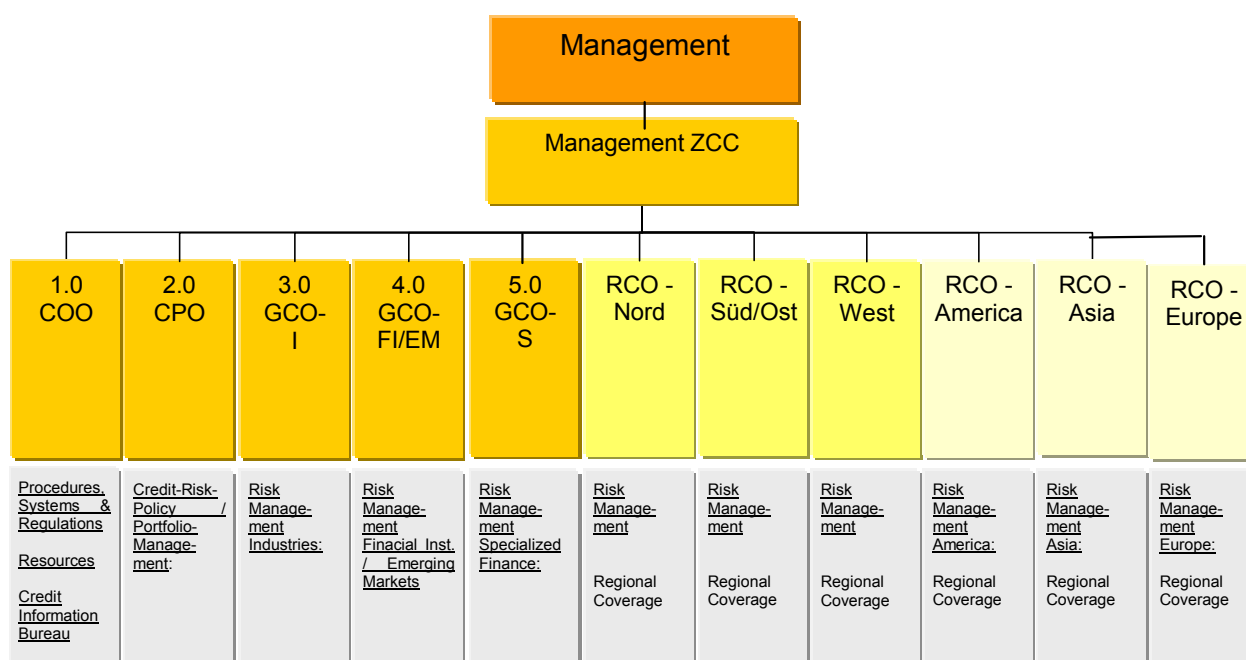 Management
Management ZCC
1.0
COO
2.0
CPO
3.0
GCO-
I
4.0
GCO-
FI/EM
5.0
GCO-
S
RCO -
Nord
RCO -
Süd/Ost
RCO -
West
RCO -
America
RCO -
Asia
RCO -
Europe
Procedures,
Systems &
Regulations
Resources
Credit
Information
Bureau
Credit-Risk-
Policy /
Portfolio-
Manage-
ment:
Risk
Manage-
ment
Industries:
Risk
Manage-
ment
Finacial Inst.
/ Emerging
Markets
Risk
Manage-
ment
Specialized
Finance:
Risk
Manage-
ment
Regional
Coverage
Risk
Manage-
ment
Regional
Coverage
Risk
Manage-
ment
Regional
Coverage
Risk
Manage-
ment
America:
Regional
Coverage
Risk
Manage-
ment
Asia:
Regional
Coverage
Risk
Manage-
ment
Europe:
Regional
Coverage